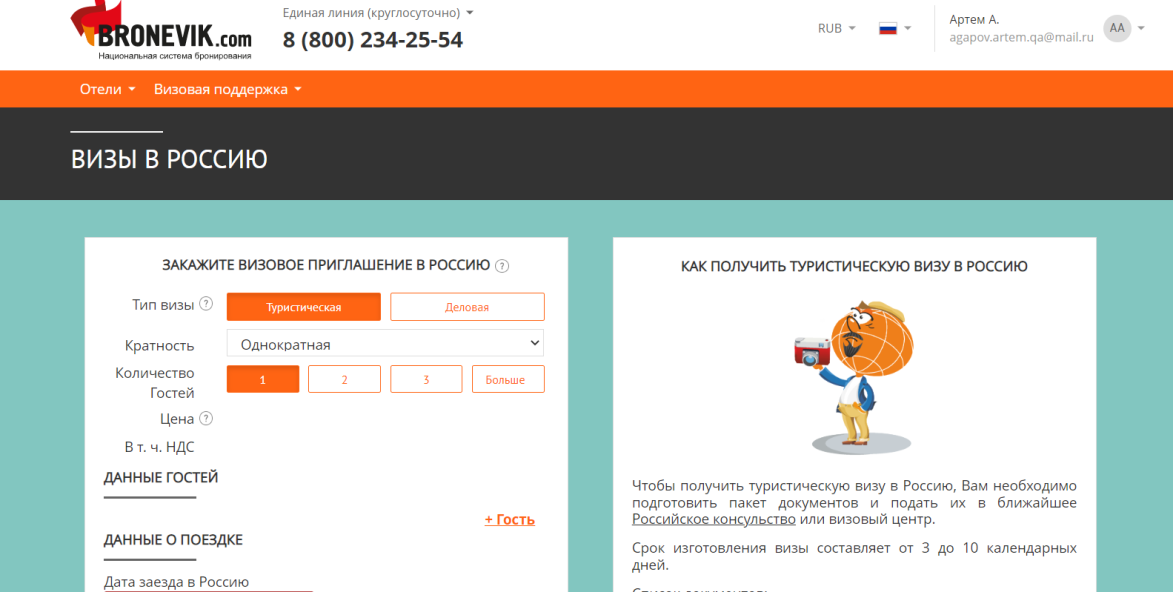 BRONEVIK.com
Национальная система бронирования
Единая линия (круглосуточно)
8 (800) 234-25-54
RUB
Артем А.
agapov.artem.qa@mail.ru
АА
Отели
Визовая поддержка
ВИЗЫ В РОССИЮ
ЗАКАЖИТЕ ВИЗОВОЕ ПРИГЛАШЕНИЕ В РОССИЮ ?
Тип визы ?
Туристическая
Деловая
Кратность
Однократная
Количество
Гостей
1
2
3
Больше
Цена ?
В т. ч. НДС
ДАННЫЕ ГОСТЕЙ
+ Гость
ДАННЫЕ О ПОЕЗДКЕ
Дата заезда в Россию
КАК ПОЛУЧИТЬ ТУРИСТИЧЕСКУЮ ВИЗУ В РОССИЮ
Чтобы получить туристическую визу в Россию, Вам необходимо
подготовить пакет документов и подать их в ближайшее
Российское консульство или визовый центр.
Срок изготовления визы составляет от 3 до 10 календарных
дней.